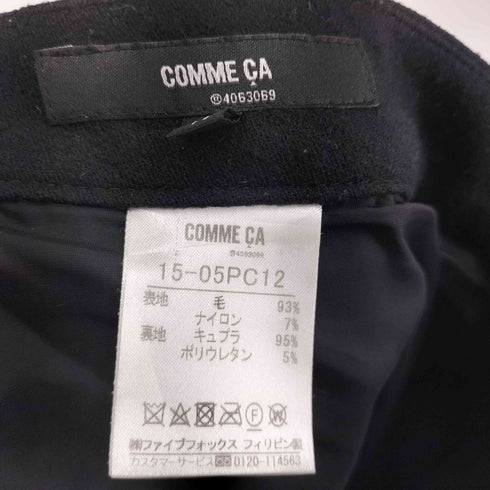 COMME ÇA
Ⓡ4063069
COMME ÇA
Ⓡ4063069
15-05PC12
表地 毛 93%
ナイロン 7%
裏地 キュプラ 95%
ポリウレタン 5%
㈱ファイブフォックス フィリピン製
カスタマーサービス 0120-114563